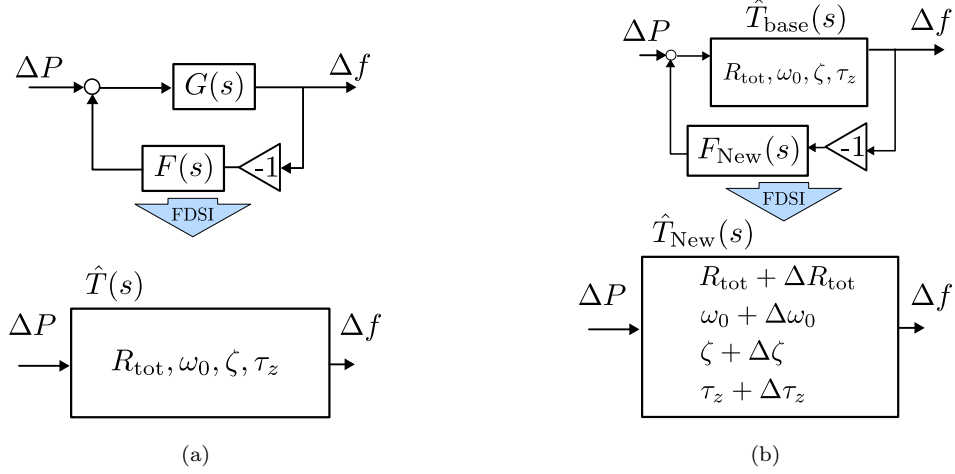 ΔP
G(s)
Δf
F(s)
-1
FDSI
T̂(s)
ΔP
R_tot, ω_0, ζ, τ_z
Δf
(a)
T̂_base(s)
ΔP
R_tot, ω_0, ζ, τ_z
Δf
F_New(s)
-1
FDSI
T̂_New(s)
ΔP
R_tot + ΔR_tot
ω_0 + Δω_0
ζ + Δζ
τ_z + Δτ_z
Δf
(b)